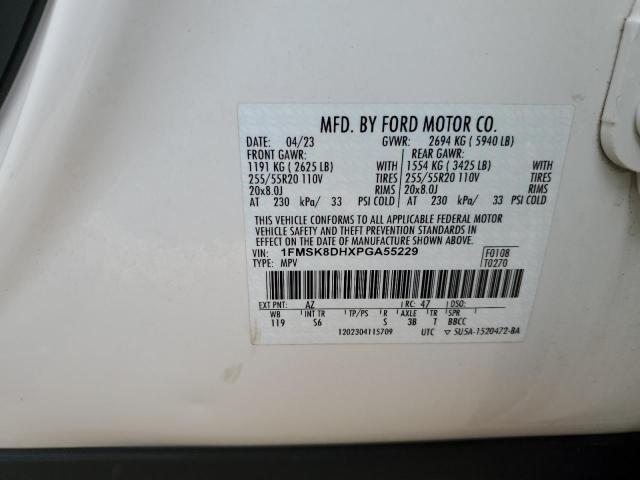 MFD. BY FORD MOTOR CO.
DATE: 04/23 GVWR: 2694 KG ( 5940 LB)
FRONT GAWR: REAR GAWR:
1191 KG ( 2625 LB) WITH 1554 KG ( 3425 LB) WITH
255/55R20 110V TIRES 255/55R20 110V TIRES
20x8.0J RIMS 20x8.0J RIMS
AT 230 kPa/ 33 PSI COLD AT 230 kPa/ 33 PSI COLD
THIS VEHICLE CONFORMS TO ALL APPLICABLE FEDERAL MOTOR
VEHICLE SAFETY AND THEFT PREVENTION STANDARDS IN
EFFECT ON THE DATE OF MANUFACTURE SHOWN ABOVE.
VIN: 1FMSK8DHXPGA55229 F0108
TYPE: MPV T0270
EXT PNT: AZ RC: 47 DSO:
WB INT TR TP/PS R AXLE TR SPR
119 S6 S 3B T BBCC
1202304115709 UTC ▽ 5U5A-1520472-BA